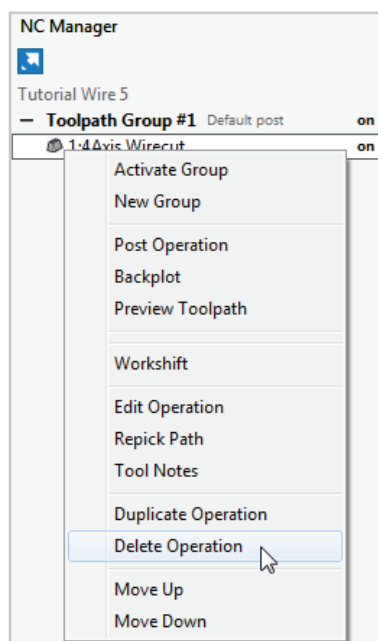 NC Manager
Tutorial Wire 5
Toolpath Group #1 Default post on
1:4Axis Wirecut on
Activate Group
New Group
Post Operation
Backplot
Preview Toolpath
Workshift
Edit Operation
Repick Path
Tool Notes
Duplicate Operation
Delete Operation
Move Up
Move Down